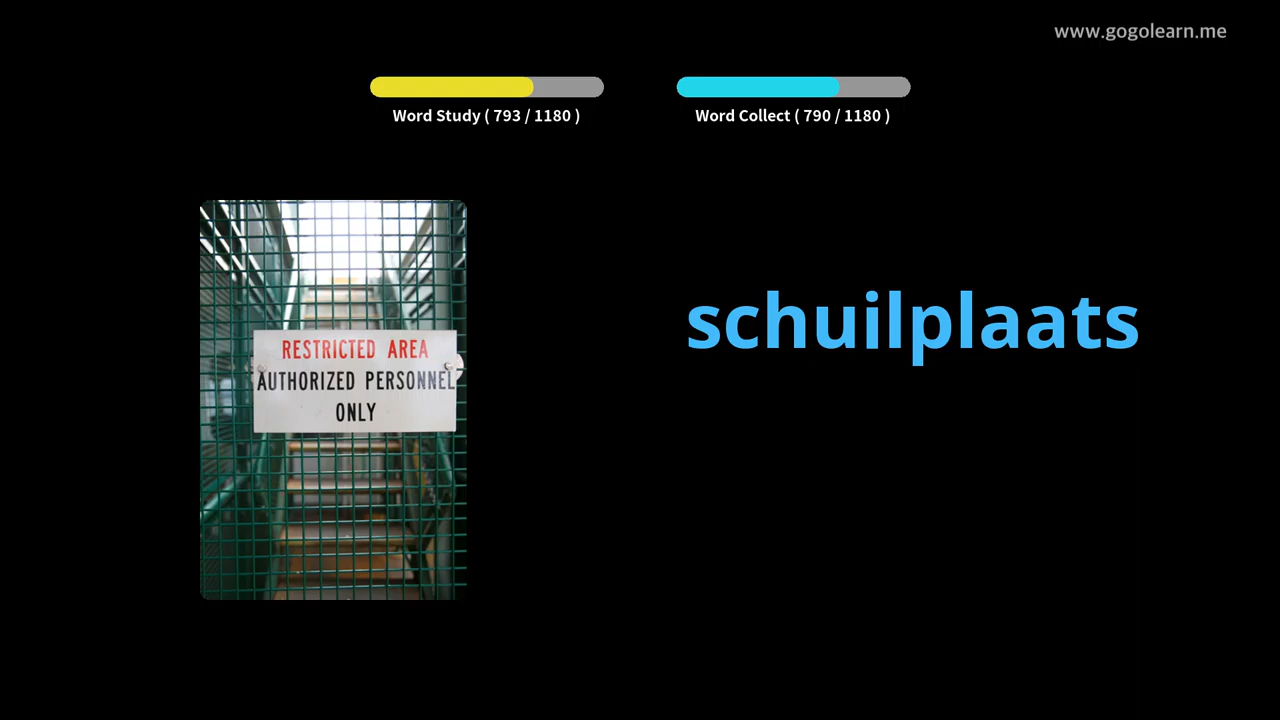 www.gogolearn.me
Word Study ( 793 / 1180 )
Word Collect ( 790 / 1180 )
RESTRICTED AREA
AUTHORIZED PERSONNEL
ONLY
schuilplaats